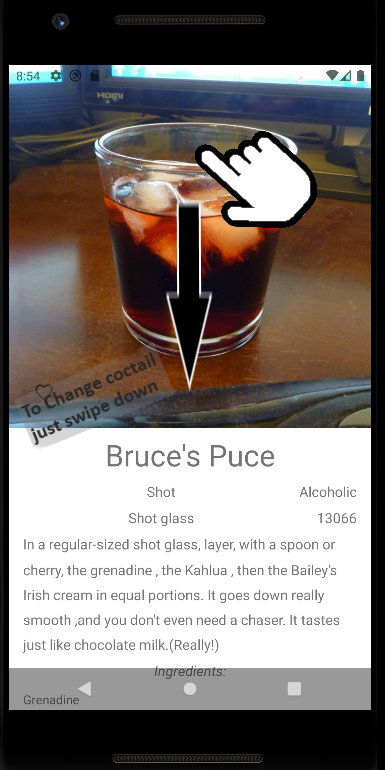 8:54
HDMI
To Change coctail
just swipe down
Bruce's Puce
Shot Alcoholic
Shot glass 13066
In a regular-sized shot glass, layer, with a spoon or
cherry, the grenadine , the Kahlua , then the Bailey's
Irish cream in equal portions. It goes down really
smooth ,and you don't even need a chaser. It tastes
just like chocolate milk.(Really!)
Ingredients:
Grenadine